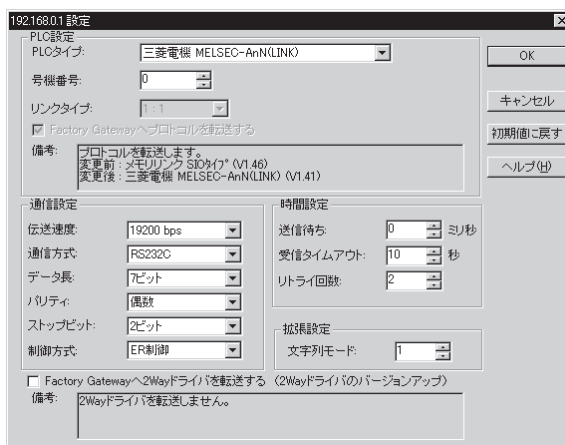 192.168.0.1 設定
PLC設定
PLCタイプ: 三菱電機 MELSEC-AnN(LINK)
号機番号: 0
リンクタイプ: 1:1
Factory Gatewayへプロトコルを転送する
備考: プロトコルを転送します。
変更前:メモリリンク SIOタイプ (V1.46)
変更後:三菱電機 MELSEC-AnN(LINK) (V1.41)
OK
キャンセル
初期値に戻す
ヘルプ(H)
通信設定
伝送速度: 19200 bps
通信方式: RS232C
データ長: 7ビット
パリティ: 偶数
ストップビット: 2ビット
制御方式: ER制御
時間設定
送信待ち: 0 ミリ秒
受信タイムアウト: 10 秒
リトライ回数: 2
拡張設定
文字列モード: 1
Factory Gatewayへ2Wayドライバを転送する (2Wayドライバのバージョンアップ)
備考: 2Wayドライバを転送しません。